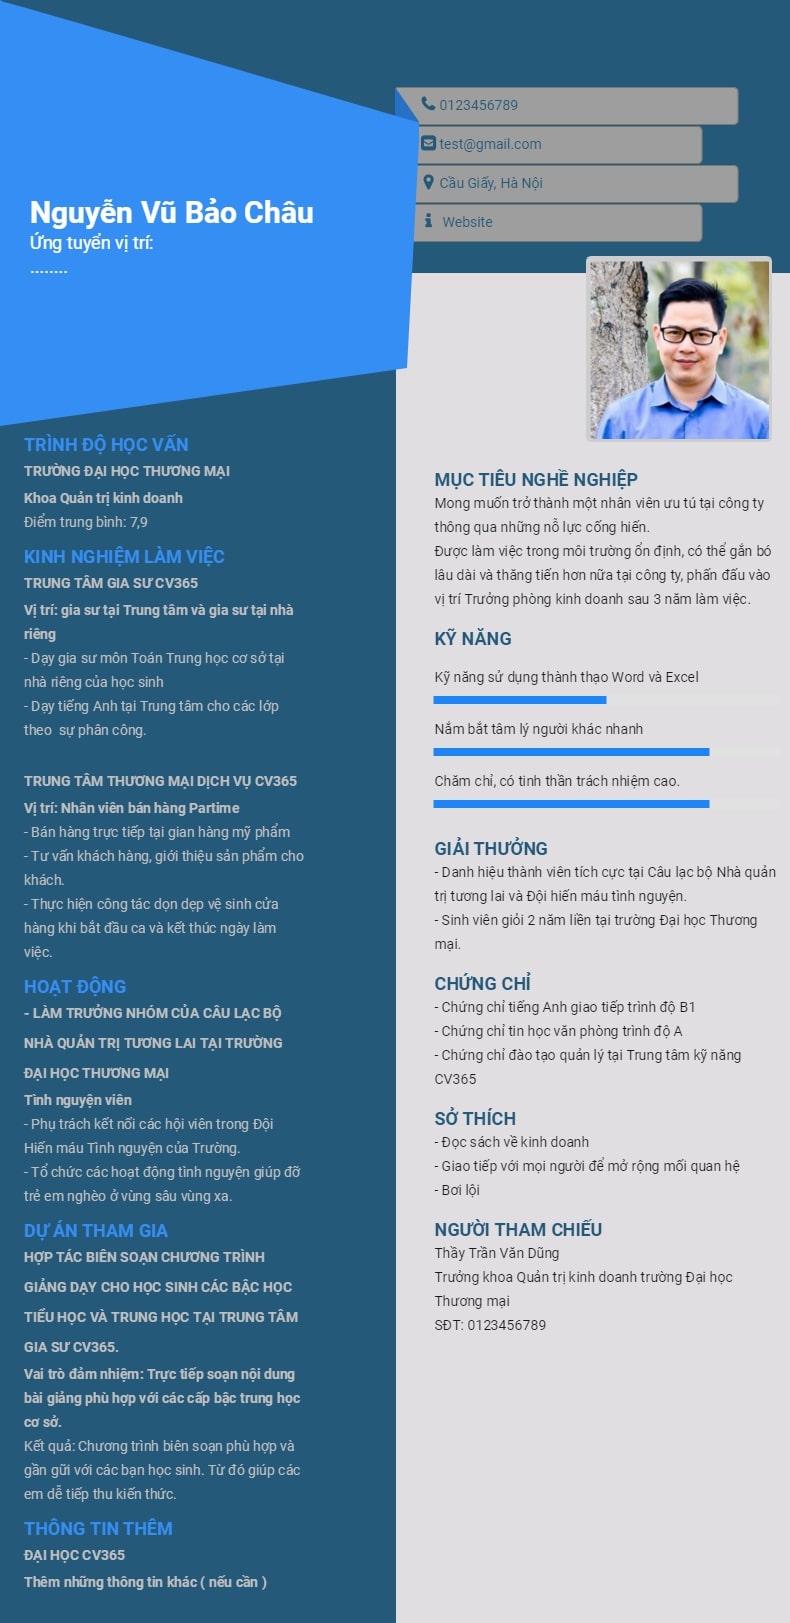 Nguyễn Vũ Bảo Châu
Ứng tuyển vị trí:
........
0123456789
test@gmail.com
Cầu Giấy, Hà Nội
Website
TRÌNH ĐỘ HỌC VẤN
TRƯỜNG ĐẠI HỌC THƯƠNG MẠI
Khoa Quản trị kinh doanh
Điểm trung bình: 7,9
KINH NGHIỆM LÀM VIỆC
TRUNG TÂM GIA SƯ CV365
Vị trí: gia sư tại Trung tâm và gia sư tại nhà
riêng
- Dạy gia sư môn Toán Trung học cơ sở tại
nhà riêng của học sinh
- Dạy tiếng Anh tại Trung tâm cho các lớp
theo  sự phân công.
TRUNG TÂM THƯƠNG MẠI DỊCH VỤ CV365
Vị trí: Nhân viên bán hàng Partime
- Bán hàng trực tiếp tại gian hàng mỹ phẩm
- Tư vấn khách hàng, giới thiệu sản phẩm cho
khách.
- Thực hiện công tác dọn dẹp vệ sinh cửa
hàng khi bắt đầu ca và kết thúc ngày làm
việc.
HOẠT ĐỘNG
- LÀM TRƯỞNG NHÓM CỦA CÂU LẠC BỘ
NHÀ QUẢN TRỊ TƯƠNG LAI TẠI TRƯỜNG
ĐẠI HỌC THƯƠNG MẠI
Tình nguyện viên
- Phụ trách kết nối các hội viên trong Đội
Hiến máu Tình nguyện của Trường.
- Tổ chức các hoạt động tình nguyện giúp đỡ
trẻ em nghèo ở vùng sâu vùng xa.
DỰ ÁN THAM GIA
HỢP TÁC BIÊN SOẠN CHƯƠNG TRÌNH
GIẢNG DẠY CHO HỌC SINH CÁC BẬC HỌC
TIỂU HỌC VÀ TRUNG HỌC TẠI TRUNG TÂM
GIA SƯ CV365.
Vai trò đảm nhiệm: Trực tiếp soạn nội dung
bài giảng phù hợp với các cấp bậc trung học
cơ sở.
Kết quả: Chương trình biên soạn phù hợp và
gần gũi với các bạn học sinh. Từ đó giúp các
em dễ tiếp thu kiến thức.
THÔNG TIN THÊM
ĐẠI HỌC CV365
Thêm những thông tin khác ( nếu cần )
MỤC TIÊU NGHỀ NGHIỆP
Mong muốn trở thành một nhân viên ưu tú tại công ty
thông qua những nỗ lực cống hiến.
Được làm việc trong môi trường ổn định, có thể gắn bó
lâu dài và thăng tiến hơn nữa tại công ty, phấn đấu vào
vị trí Trưởng phòng kinh doanh sau 3 năm làm việc.
KỸ NĂNG
Kỹ năng sử dụng thành thạo Word và Excel
Nắm bắt tâm lý người khác nhanh
Chăm chỉ, có tinh thần trách nhiệm cao.
GIẢI THƯỞNG
- Danh hiệu thành viên tích cực tại Câu lạc bộ Nhà quản
trị tương lai và Đội hiến máu tình nguyện.
- Sinh viên giỏi 2 năm liền tại trường Đại học Thương
mại.
CHỨNG CHỈ
- Chứng chỉ tiếng Anh giao tiếp trình độ B1
- Chứng chỉ tin học văn phòng trình độ A
- Chứng chỉ đào tạo quản lý tại Trung tâm kỹ năng
CV365
SỞ THÍCH
- Đọc sách về kinh doanh
- Giao tiếp với mọi người để mở rộng mối quan hệ
- Bơi lội
NGƯỜI THAM CHIẾU
Thầy Trần Văn Dũng
Trưởng khoa Quản trị kinh doanh trường Đại học
Thương mại
SĐT: 0123456789